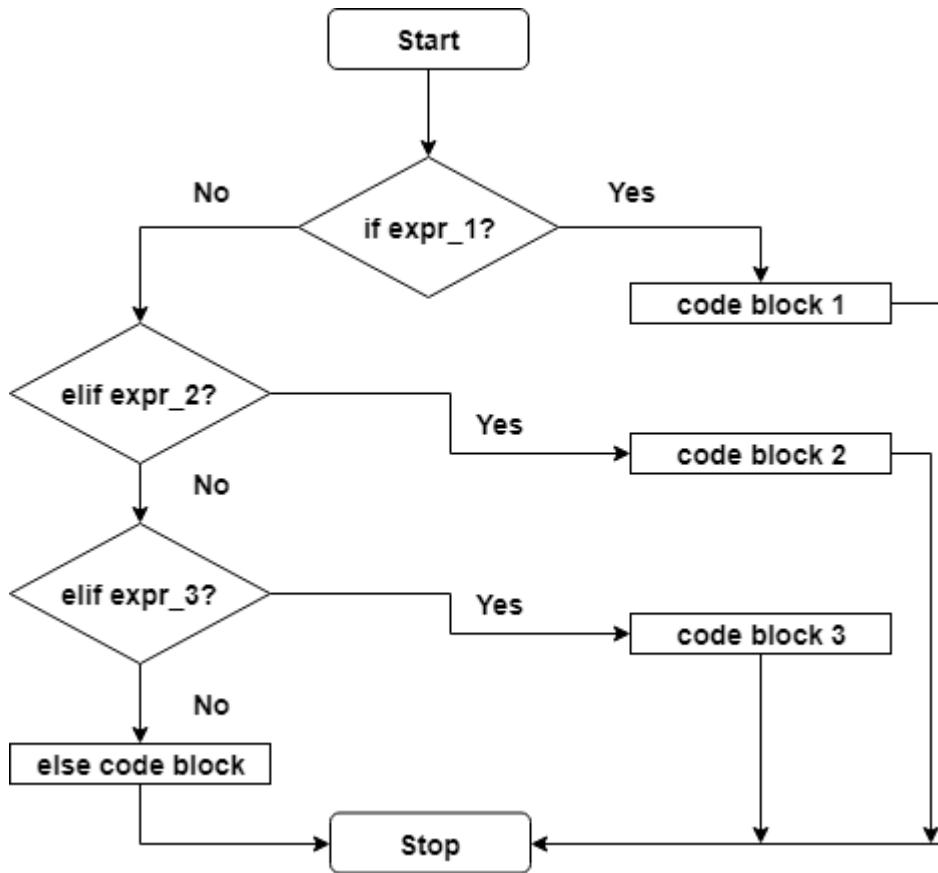 Start
No
Yes
if expr_1?
code block 1
elif expr_2?
Yes
code block 2
No
elif expr_3?
Yes
code block 3
No
else code block
Stop